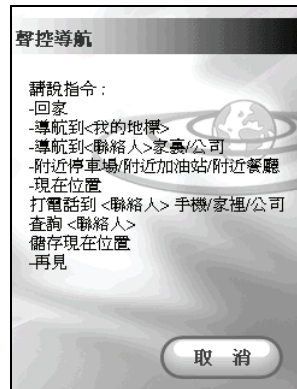 聲控導航
請說指令：
-回家
-導航到<我的地標>
-導航到<聯絡人>家裏/公司
-附近停車場/附近加油站/附近餐廳
-現在位置
打電話到 <聯絡人> 手機/家裡/公司
查詢 <聯絡人>
儲存現在位置
-再見
取 消